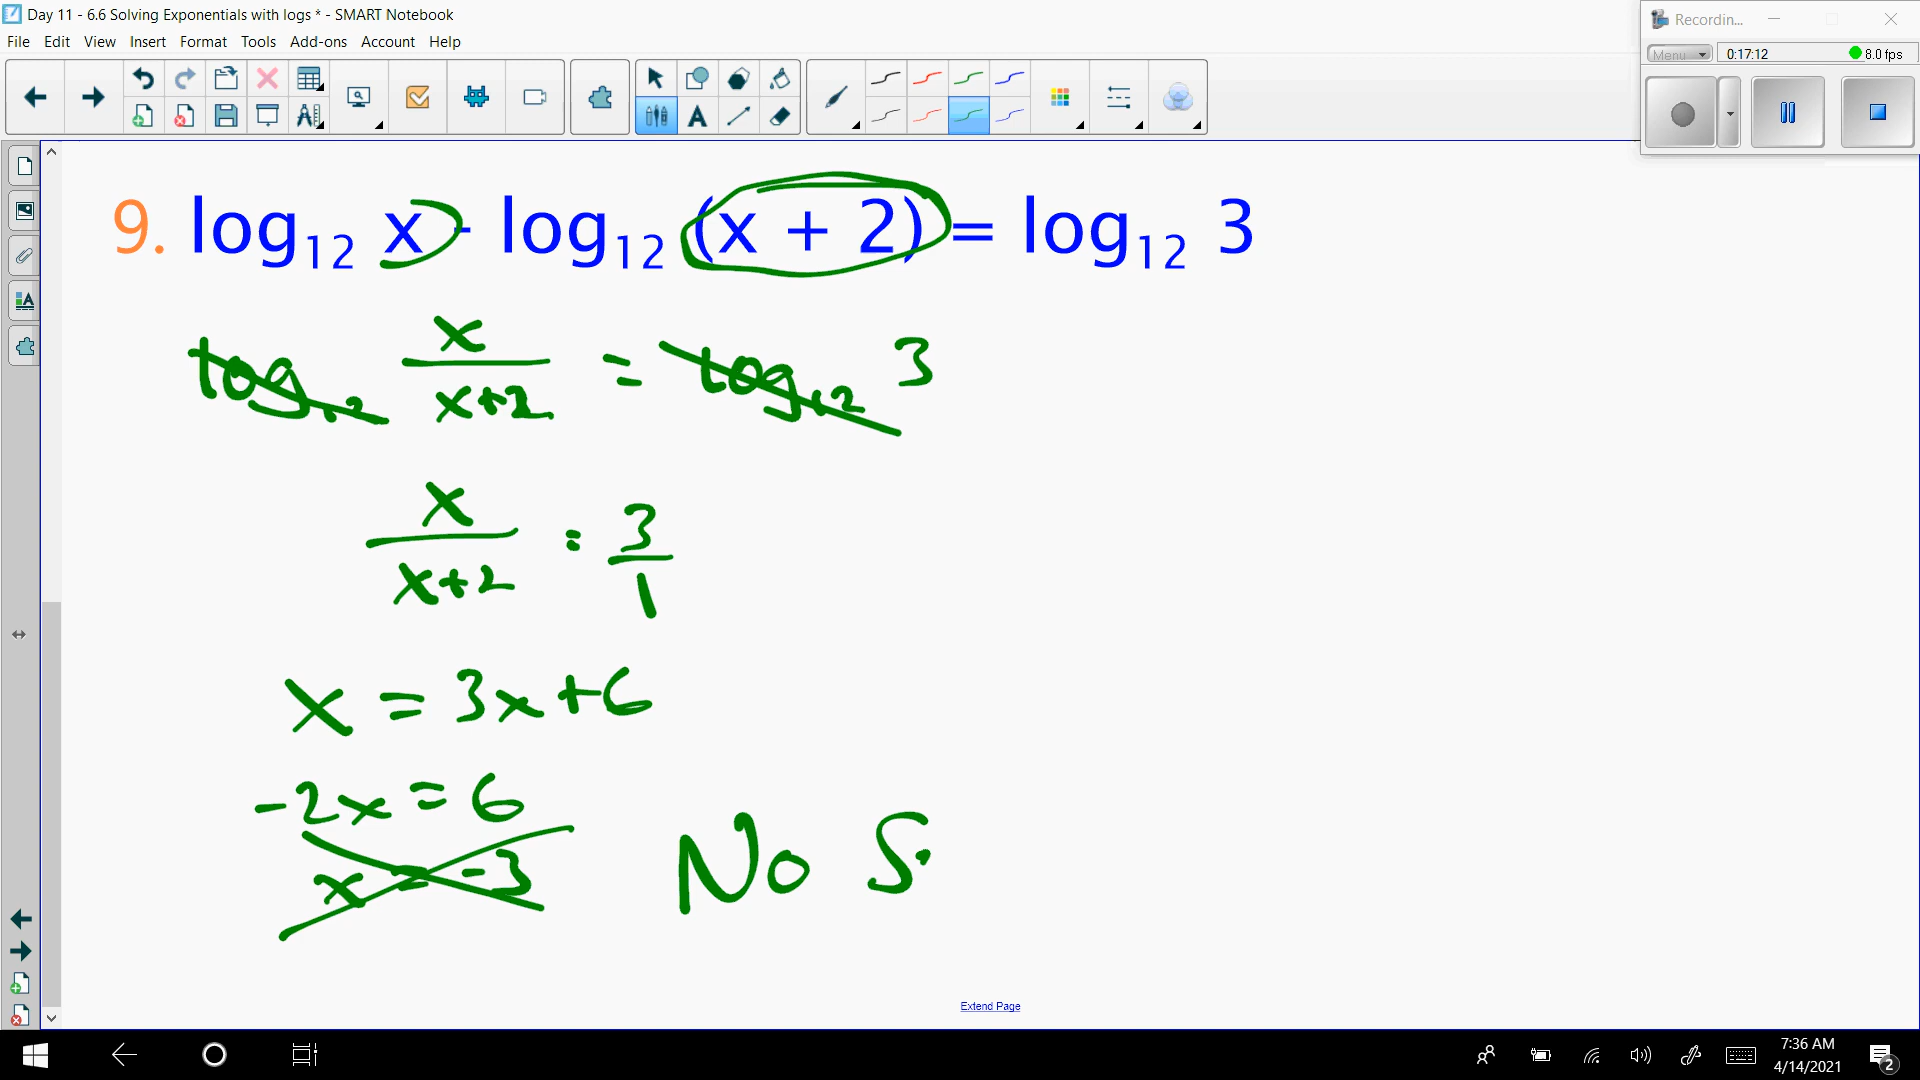 Day 11 - 6.6 Solving Exponentials with logs * - SMART Notebook
File Edit View Insert Format Tools Add-ons Account Help
Recordin...
Menu 0:17:12 8.0 fps
9. log₁₂ x - log₁₂ (x + 2) = log₁₂ 3
log₁₂ x/x+2 = log₁₂ 3
x/x+2 = 3/1
x = 3x+6
-2x = 6
x = -3
No S
Extend Page
7:36 AM
4/14/2021
2